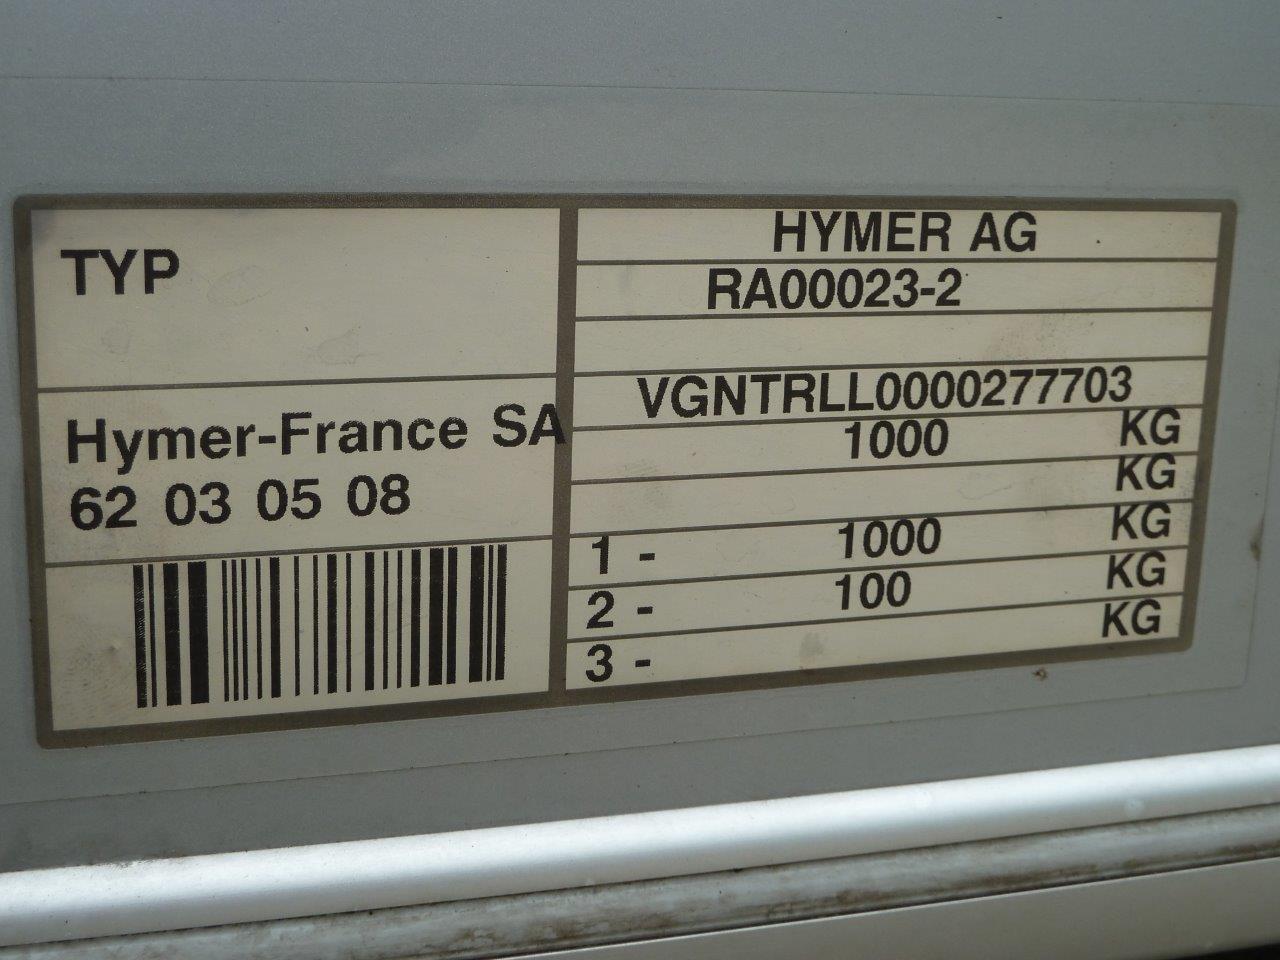 TYP
Hymer-France SA
62 03 05 08
HYMER AG
RA00023-2
VGNTRLL0000277703
1000 KG
KG
1 - 1000 KG
2 - 100 KG
3 - KG